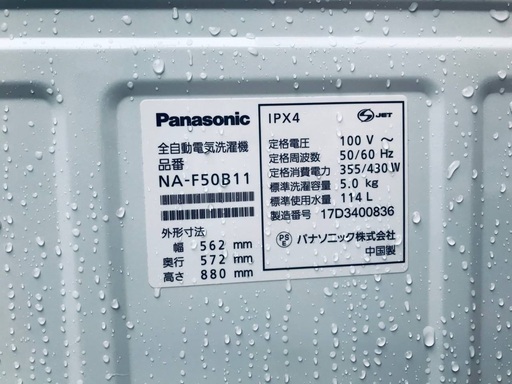 Panasonic
全自動電気洗濯機
品番
NA-F50B11
外形寸法:
幅 562 mm
奥行 572 mm
高さ 880 mm
IPX4
S JET
定格電圧 100 V ～
定格周波数 50/60 Hz
定格消費電力 355/430 W
標準洗濯容量 5.0 kg
標準使用水量 114 L
製造番号 17D3400836
PS E パナソニック株式会社
中国製